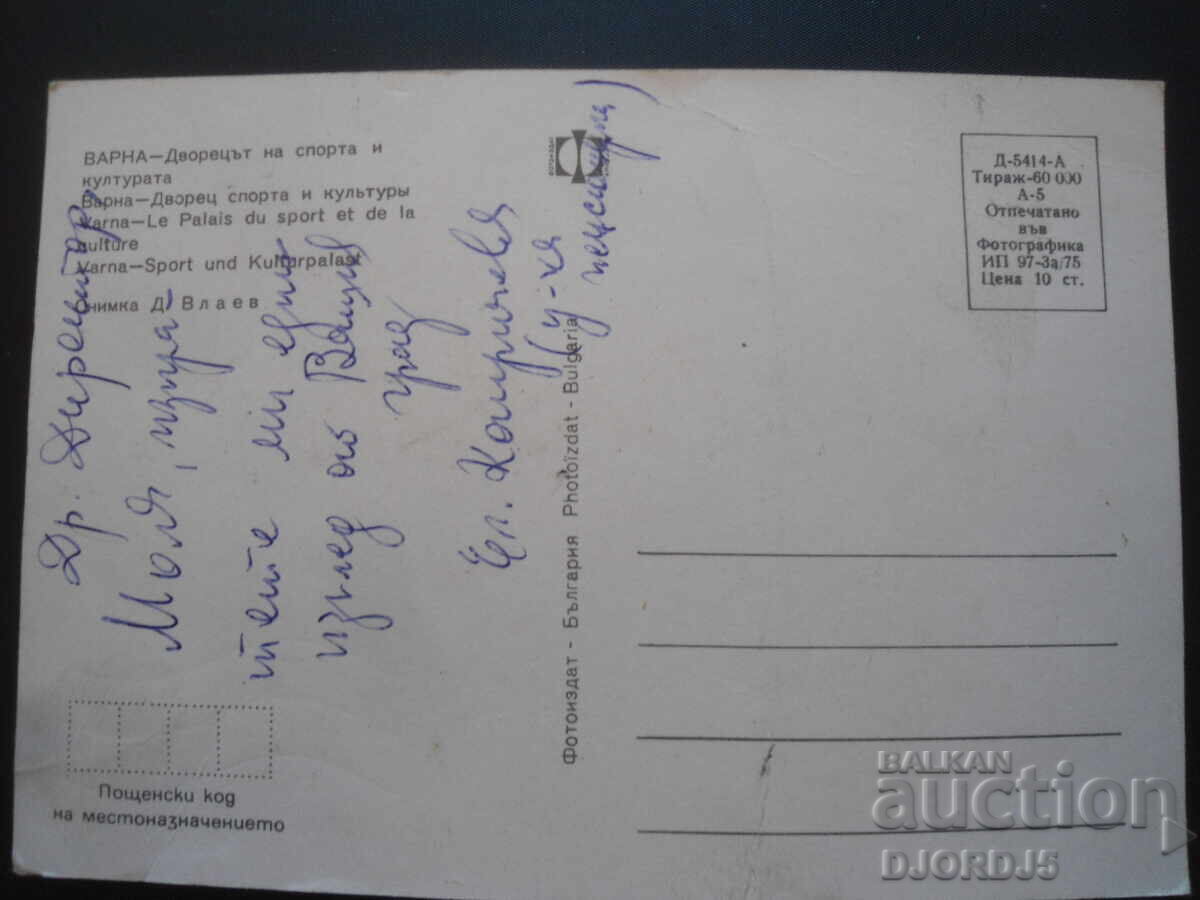 ВАРНА—Дворецът на спорта и
културата
Варна—Дворец спорта и культуры
Varna—Le Palais du sport et de la
culture
Varna—Sport und Kulturpalast
Снимка Д. Влаев
Др. Директор,
Моля, изпра-
тете ми един
изглед от Вашия
град
Ел.
(у-ка
пенсионерка)
Д-5414-А
Тираж-60 000
А-5
Отпечатано
във
Фотографика
ИП 97-3а/75
Цена 10 ст.
Фотоиздат - България Photoizdat - Bulgaria
Пощенски код
на местоназначението
BALKAN
auction
DJORDJ5